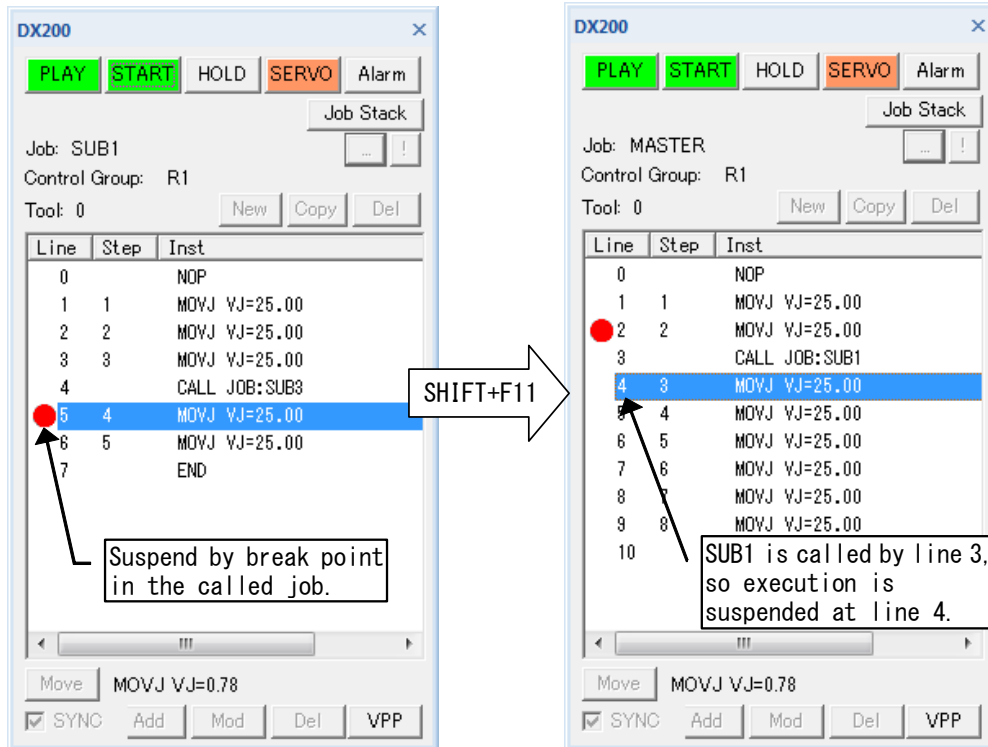 DX200 ×
PLAY START HOLD SERVO Alarm
Job Stack
Job: SUB1 ... !
Control Group: R1
Tool: 0 New Copy Del
Line Step Inst
0 NOP
1 1 MOVJ VJ=25.00
2 2 MOVJ VJ=25.00
3 3 MOVJ VJ=25.00
4 CALL JOB:SUB3
5 4 MOVJ VJ=25.00
6 5 MOVJ VJ=25.00
7 END
Suspend by break point
in the called job.
Move MOVJ VJ=0.78
SYNC Add Mod Del VPP
SHIFT+F11
DX200 ×
PLAY START HOLD SERVO Alarm
Job Stack
Job: MASTER ... !
Control Group: R1
Tool: 0 New Copy Del
Line Step Inst
0 NOP
1 1 MOVJ VJ=25.00
2 2 MOVJ VJ=25.00
3 CALL JOB:SUB1
4 3 MOVJ VJ=25.00
5 4 MOVJ VJ=25.00
6 5 MOVJ VJ=25.00
7 6 MOVJ VJ=25.00
8 7 MOVJ VJ=25.00
9 8 MOVJ VJ=25.00
10
SUB1 is called by line 3,
so execution is
suspended at line 4.
Move MOVJ VJ=0.78
SYNC Add Mod Del VPP